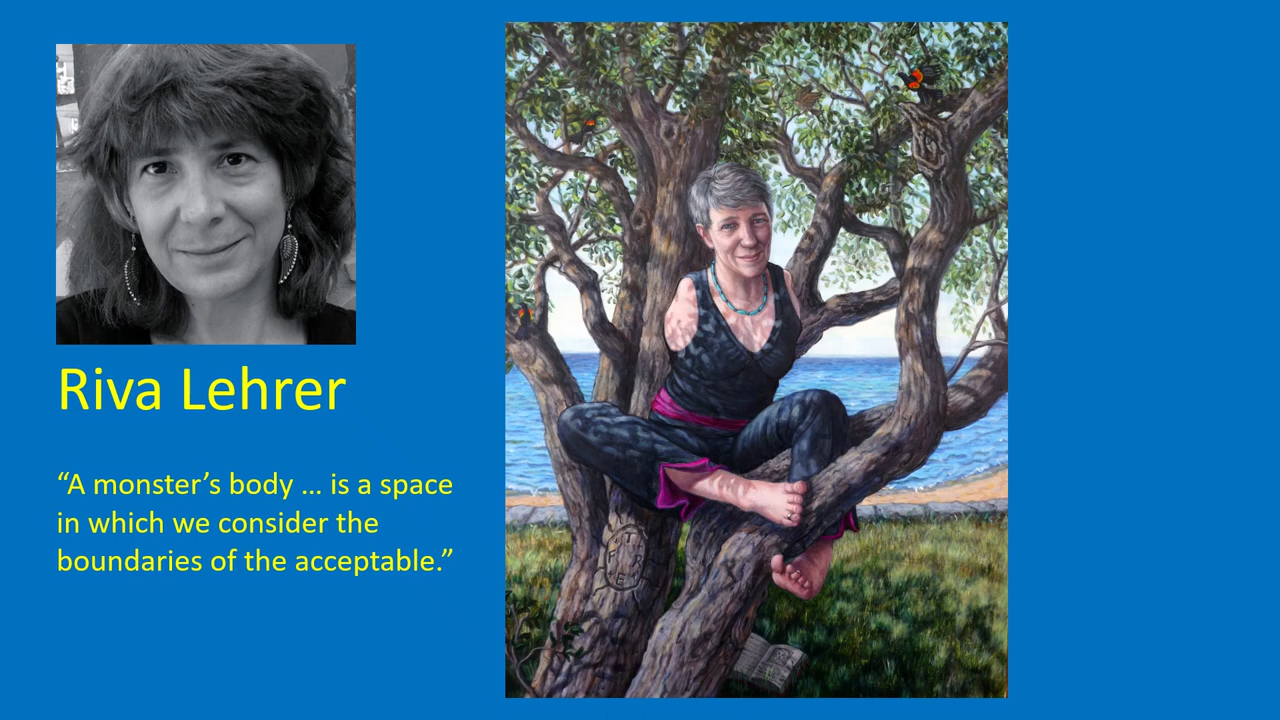 Riva Lehrer
“A monster’s body … is a space
in which we consider the
boundaries of the acceptable.”